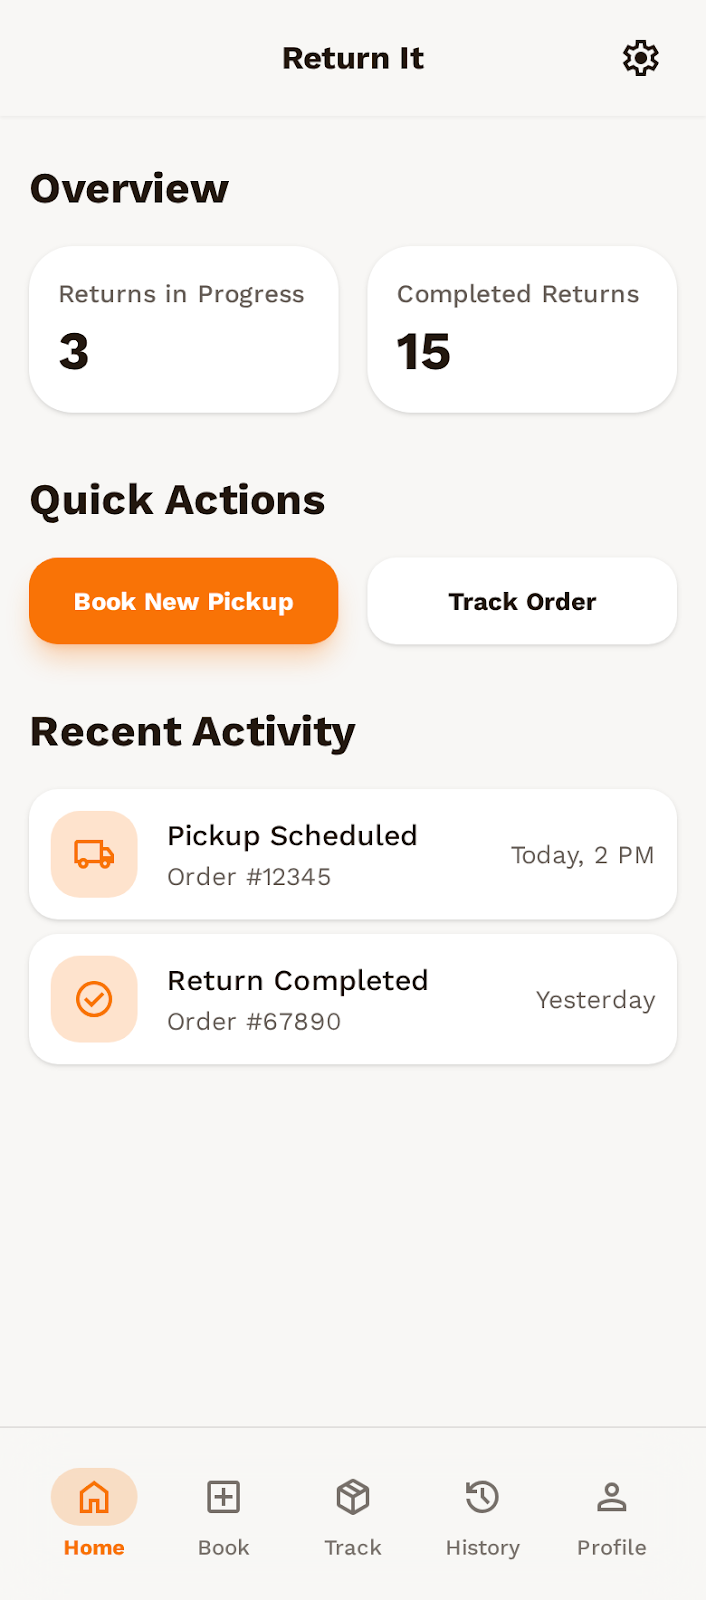 Return It
Overview
Returns in Progress
3
Completed Returns
15
Quick Actions
Book New Pickup
Track Order
Recent Activity
Pickup Scheduled
Order #12345
Today, 2 PM
Return Completed
Order #67890
Yesterday
Home
Book
Track
History
Profile